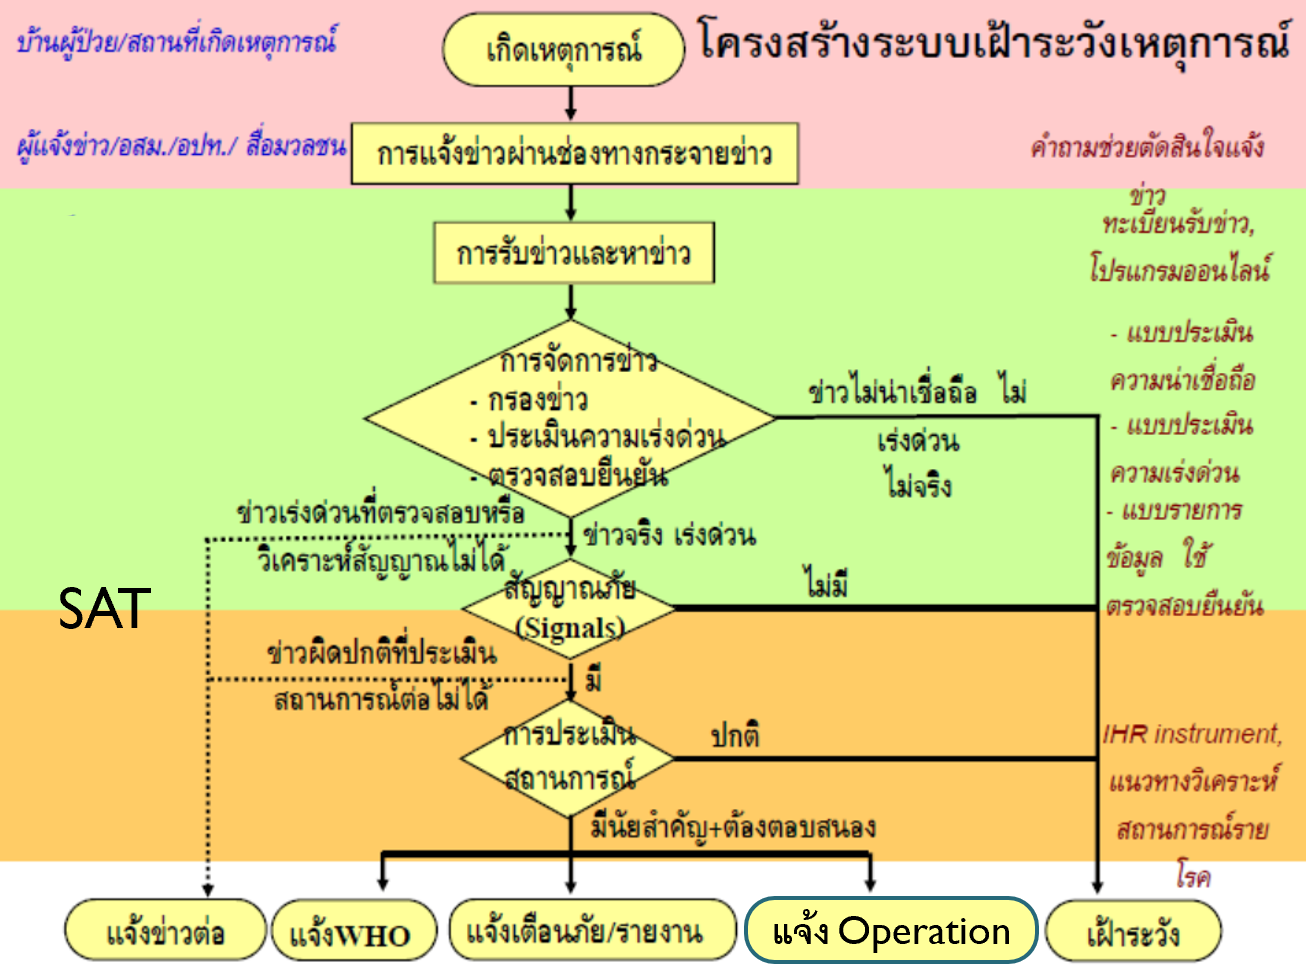 บ้านผู้ป่วย/สถานที่เกิดเหตุการณ์
เกิดเหตุการณ์
โครงสร้างระบบเฝ้าระวังเหตุการณ์
ผู้แจ้งข่าว/อสม./อปท./ สื่อมวลชน
การแจ้งข่าวผ่านช่องทางกระจายข่าว
คำถามช่วยตัดสินใจแจ้ง
ข่าว
ทะเบียนรับข่าว,
โปรแกรมออนไลน์
การรับข่าวและหาข่าว
- แบบประเมิน
ความน่าเชื่อถือ
- แบบประเมิน
ความเร่งด่วน
- แบบรายการ
ข้อมูล ใช้
ตรวจสอบยืนยัน
การจัดการข่าว
- กรองข่าว
- ประเมินความเร่งด่วน
- ตรวจสอบยืนยัน
ข่าวไม่น่าเชื่อถือ ไม่
เร่งด่วน
ไม่จริง
ข่าวเร่งด่วนที่ตรวจสอบหรือ
วิเคราะห์สัญญาณไม่ได้
ข่าวจริง เร่งด่วน
SAT
สัญญาณภัย
(Signals)
ไม่มี
ข่าวผิดปกติที่ประเมิน
สถานการณ์ต่อไม่ได้
มี
การประเมิน
สถานการณ์
ปกติ
IHR instrument,
แนวทางวิเคราะห์
สถานการณ์ราย
โรค
มีนัยสำคัญ+ต้องตอบสนอง
แจ้งข่าวต่อ
แจ้งWHO
แจ้งเตือนภัย/รายงาน
แจ้ง Operation
เฝ้าระวัง